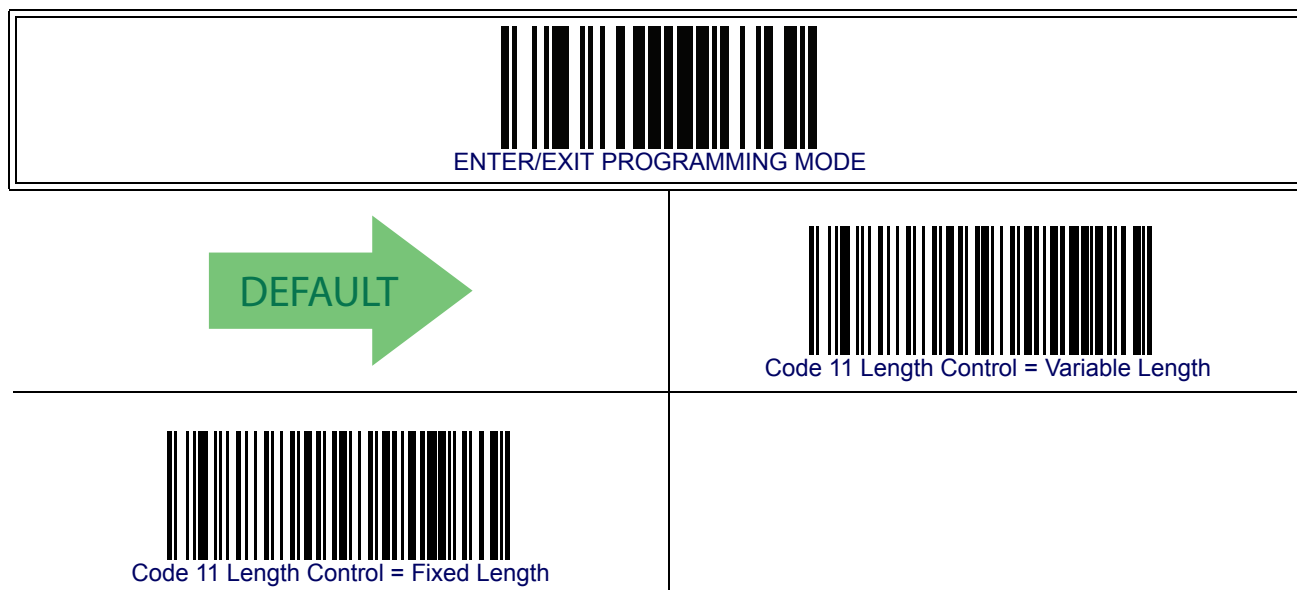 ENTER/EXIT PROGRAMMING MODE
DEFAULT
Code 11 Length Control = Variable Length
Code 11 Length Control = Fixed Length